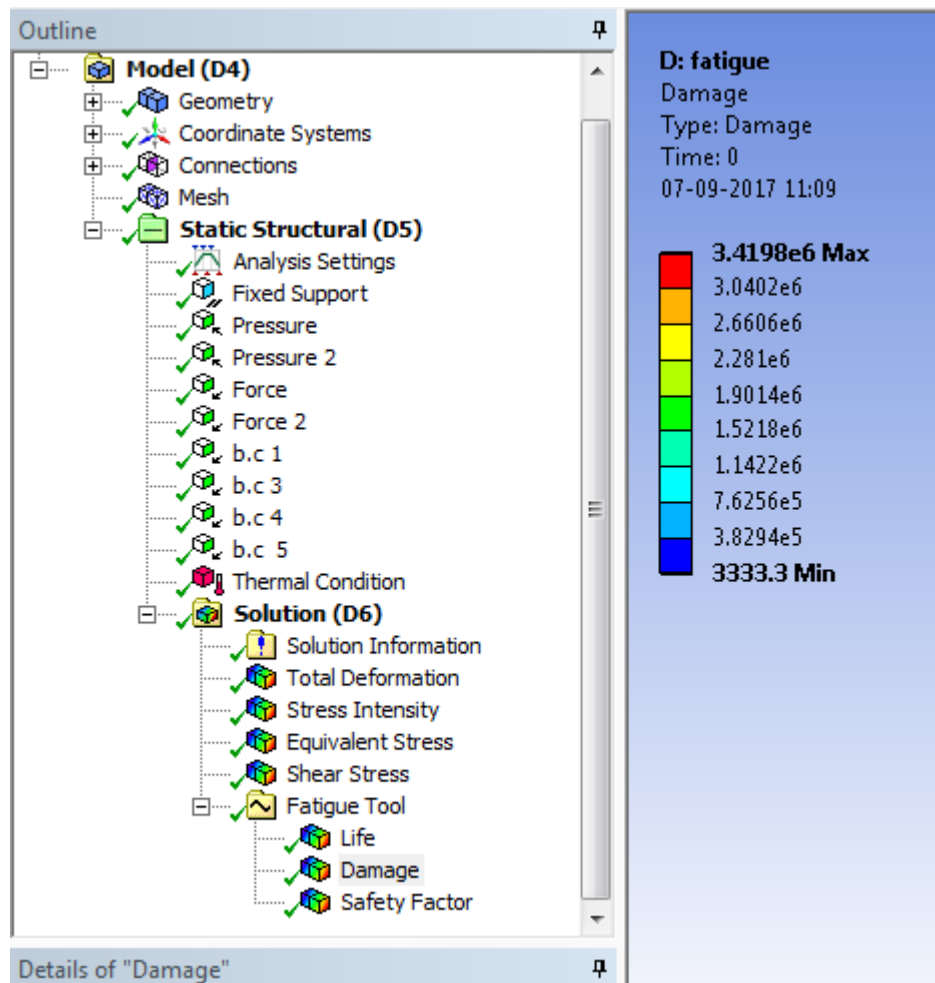 Outline
Model (D4)
Geometry
Coordinate Systems
Connections
Mesh
Static Structural (D5)
Analysis Settings
Fixed Support
Pressure
Pressure 2
Force
Force 2
b.c 1
b.c 3
b.c 4
b.c  5
Thermal Condition
Solution (D6)
Solution Information
Total Deformation
Stress Intensity
Equivalent Stress
Shear Stress
Fatigue Tool
Life
Damage
Safety Factor
Details of "Damage"
D: fatigue
Damage
Type: Damage
Time: 0
07-09-2017 11:09
3.4198e6 Max
3.0402e6
2.6606e6
2.281e6
1.9014e6
1.5218e6
1.1422e6
7.6256e5
3.8294e5
3333.3 Min